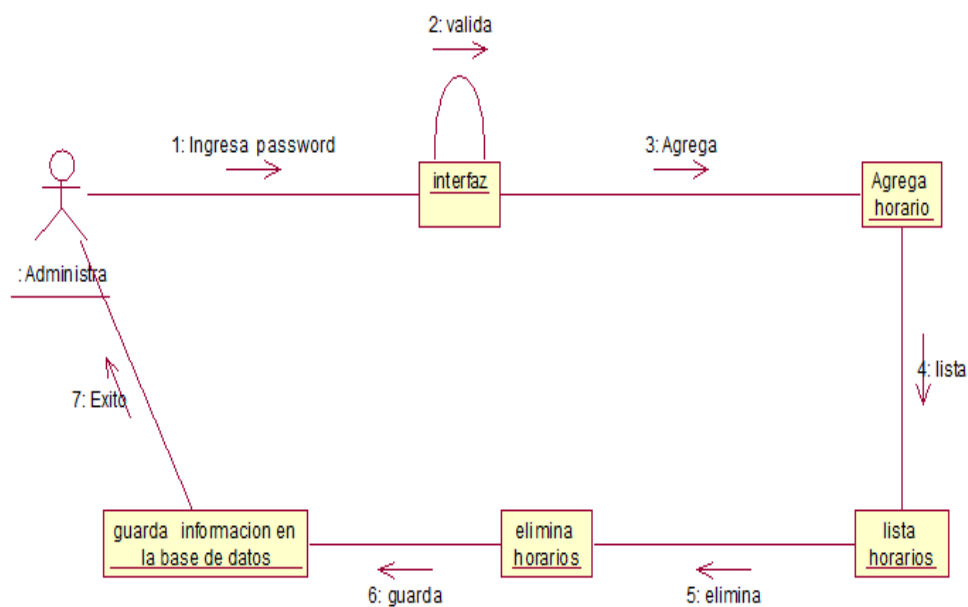 2: valida
1: Ingresa password
3: Agrega
interfaz
Agrega
horario
: Administra
4: lista
7: Exito
guarda informacion en
la base de datos
elimina
horarios
lista
horarios
6: guarda
5: elimina